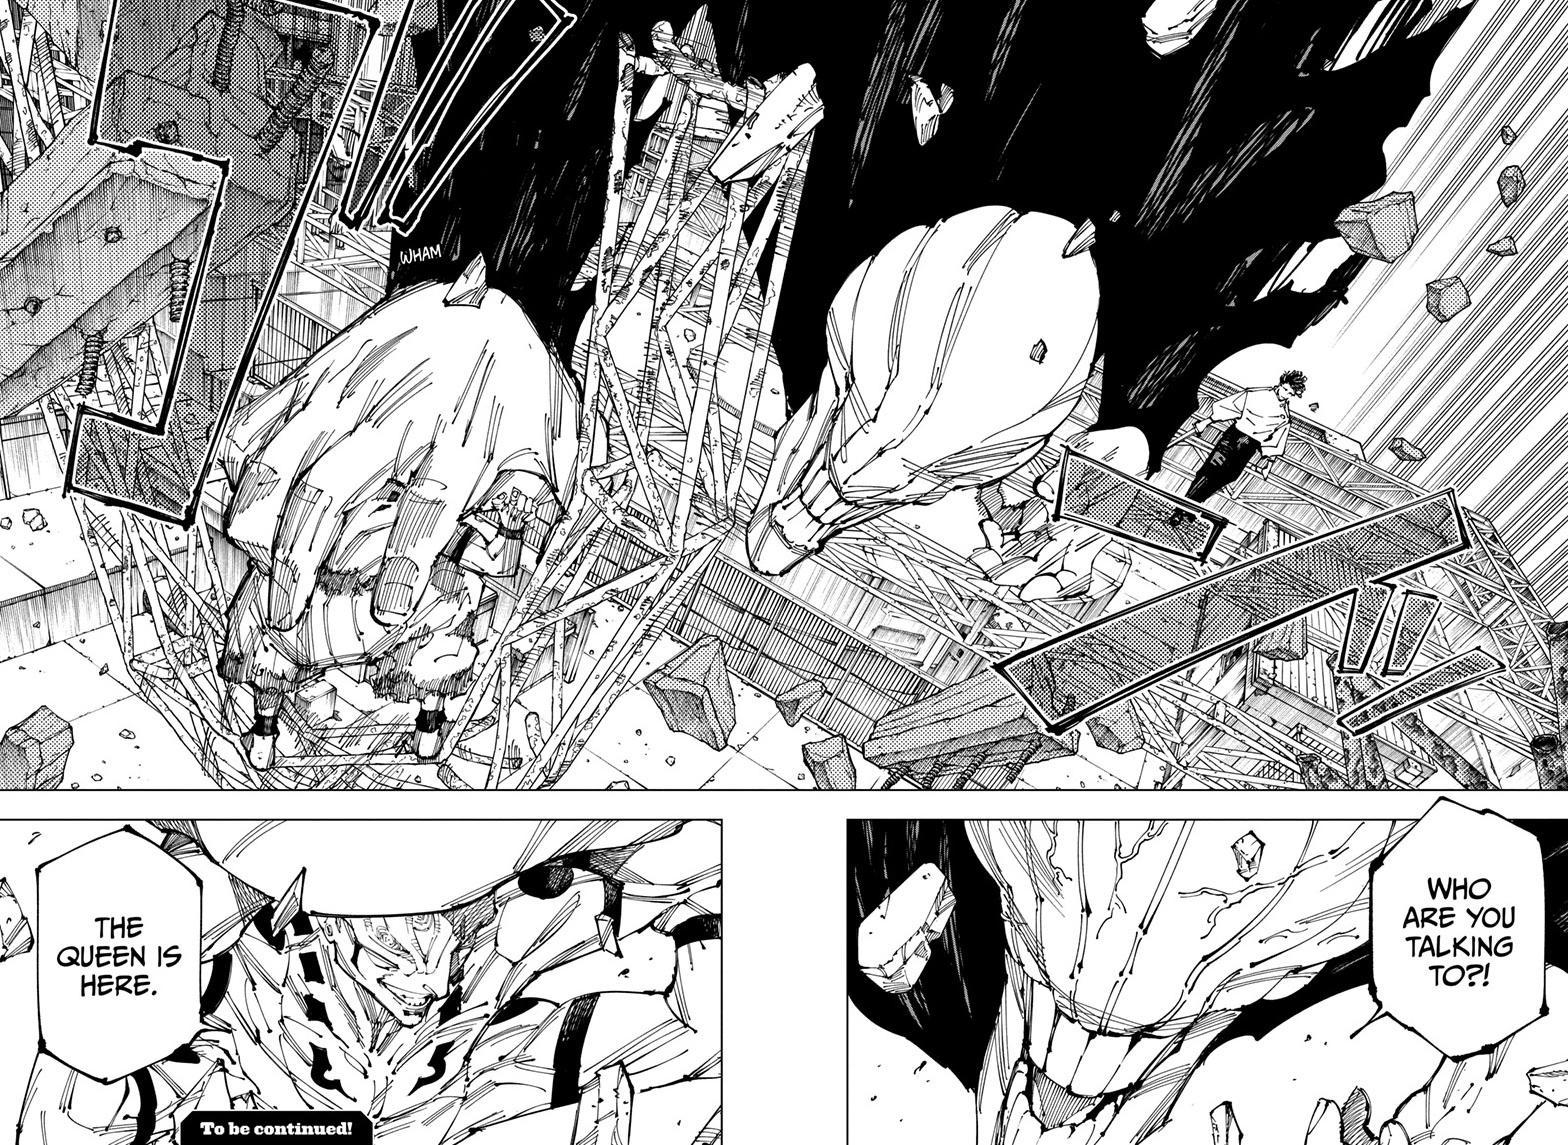 WHAM
WHO
ARE YOU
TALKING
TO?!
THE
QUEEN IS
HERE.
To be continued!